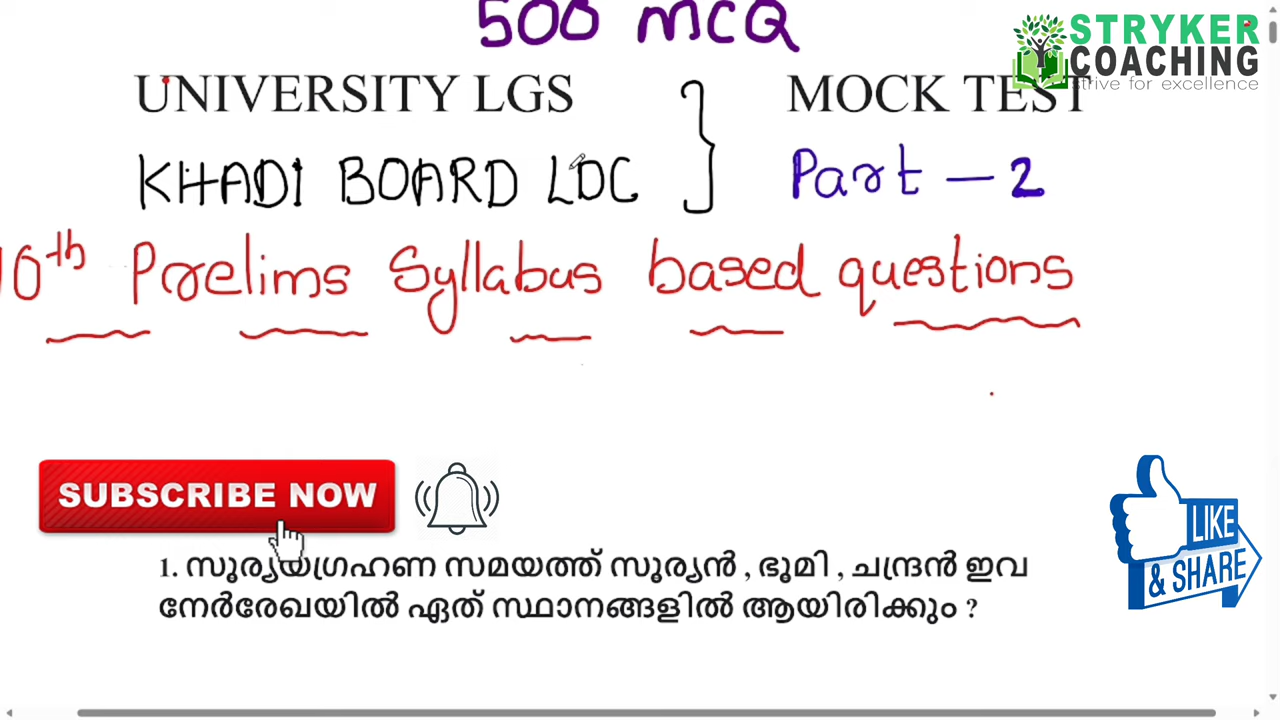 500 MCQ
STRYKER
COACHING
strive for excellence
UNIVERSITY LGS
MOCK TEST
KHADI BOARD LDC
Part - 2
10th Prelims Syllabus based questions
SUBSCRIBE NOW
LIKE
& SHARE
1. സൂര്യയഗ്രഹണ സമയത്ത് സൂര്യൻ , ഭൂമി , ചന്ദ്രൻ ഇവ
നേർരേഖയിൽ ഏത് സ്ഥാനങ്ങളിൽ ആയിരിക്കും ?